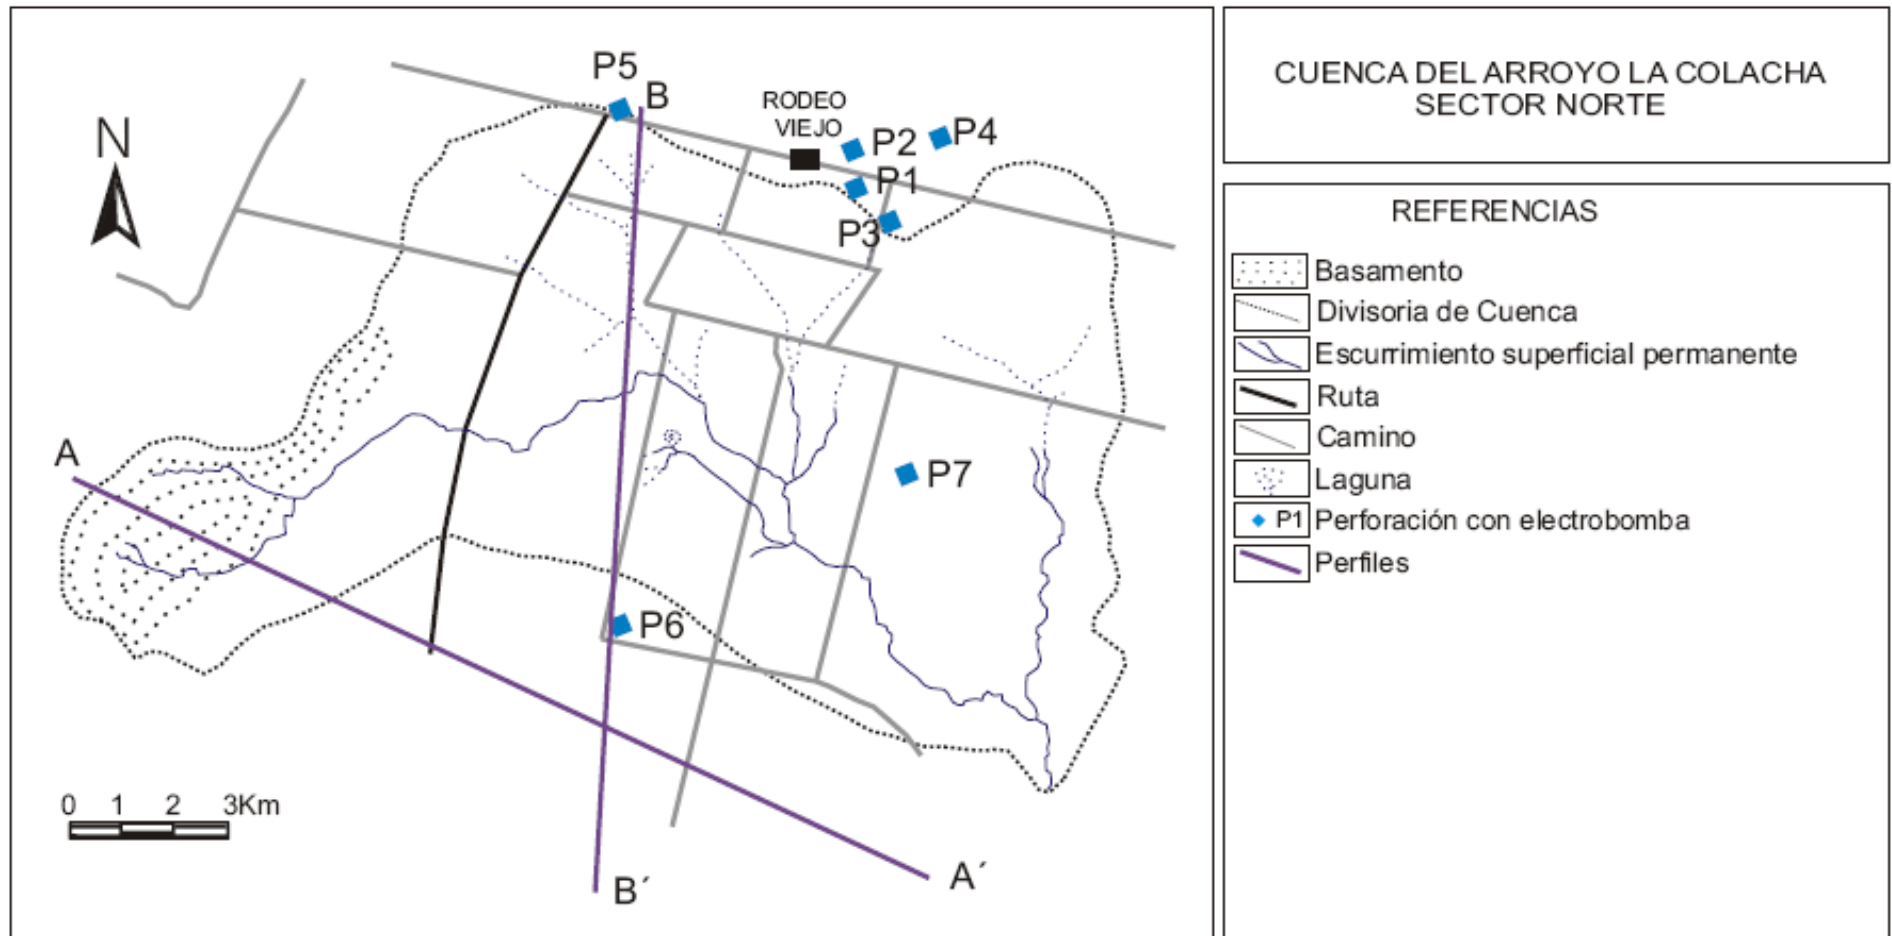 P5
B
RODEO
VIEJO
P2
P4
P1
P3
N
A
P7
P6
0 1 2 3Km
A´
B´
CUENCA DEL ARROYO LA COLACHA
SECTOR NORTE
REFERENCIAS
Basamento
Divisoria de Cuenca
Escurrimiento superficial permanente
Ruta
Camino
Laguna
P1 Perforación con electrobomba
Perfiles